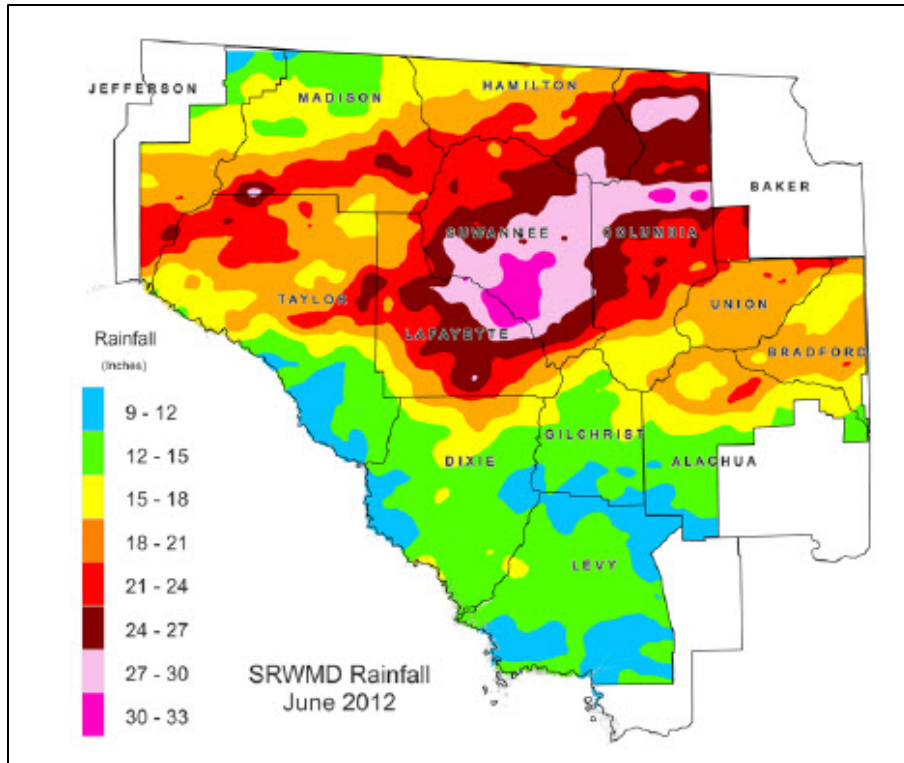 JEFFERSON
MADISON
HAMILTON
BAKER
SUWANNEE
COLUMBIA
TAYLOR
UNION
LAFAYETTE
BRADFORD
GILCHRIST
DIXIE
ALACHUA
LEVY
Rainfall
(Inches)
9 - 12
12 - 15
15 - 18
18 - 21
21 - 24
24 - 27
27 - 30
30 - 33
SRWMD Rainfall
June 2012